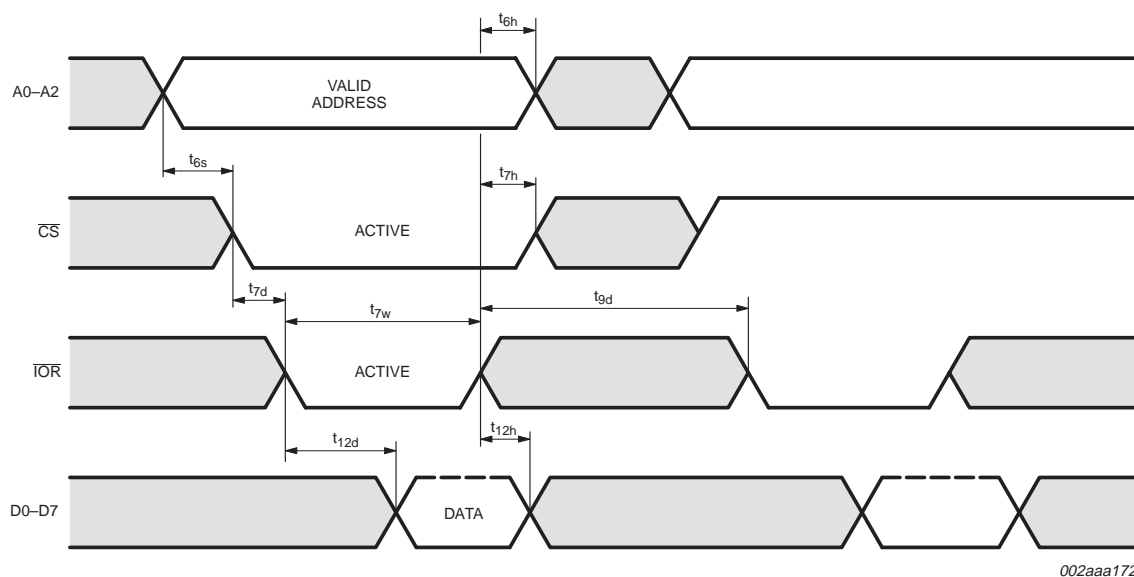 t6h
A0–A2
VALID
ADDRESS
t6s
t7h
CS
ACTIVE
t7d
t7w
t9d
IOR
ACTIVE
t12d
t12h
D0–D7
DATA
002aaa172